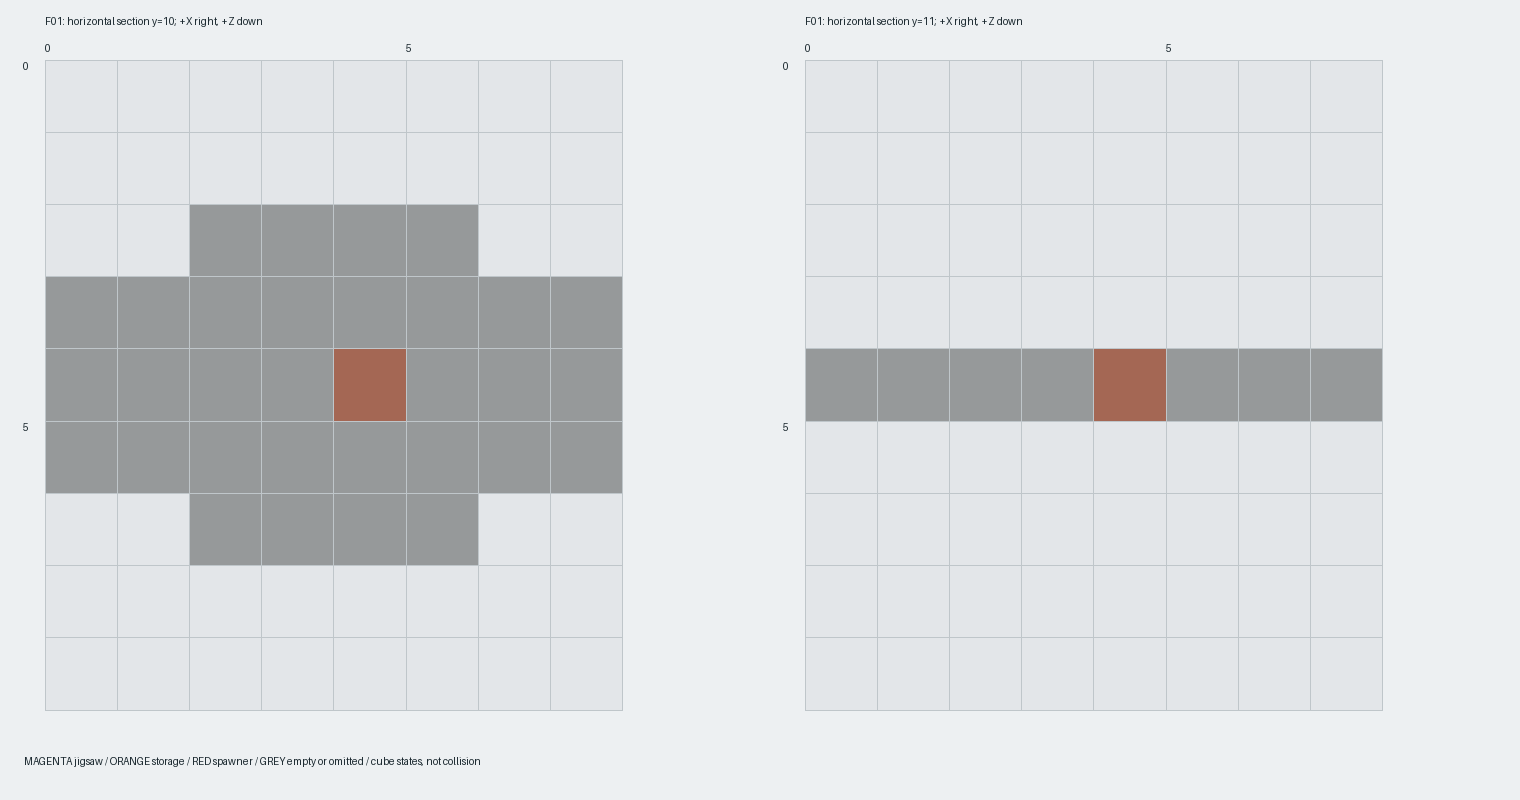 F01: horizontal section y=10; +X right, +Z down
0 5
0
5
F01: horizontal section y=11; +X right, +Z down
0 5
0
5
MAGENTA jigsaw / ORANGE storage / RED spawner / GREY empty or omitted / cube states, not collision